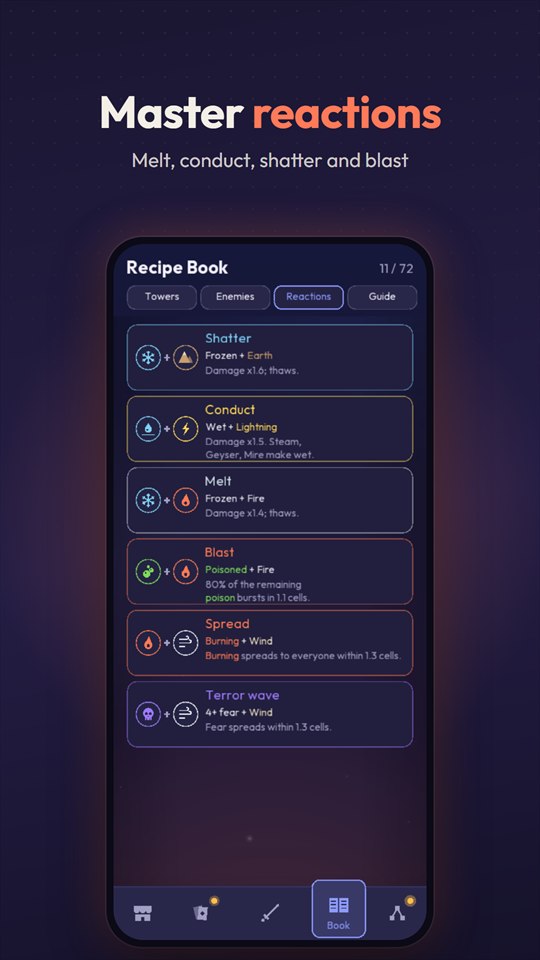 Master reactions
Melt, conduct, shatter and blast
Recipe Book
11 / 72
Towers
Enemies
Reactions
Guide
Shatter
Frozen + Earth
Damage x1.6; thaws.
+
Conduct
Wet + Lightning
Damage x1.5. Steam,
Geyser, Mire make wet.
+
Melt
Frozen + Fire
Damage x1.4; thaws.
+
Blast
Poisoned + Fire
80% of the remaining
poison bursts in 1.1 cells.
+
Spread
Burning + Wind
Burning spreads to everyone within 1.3 cells.
+
Terror wave
4+ fear + Wind
Fear spreads within 1.3 cells.
+
Book